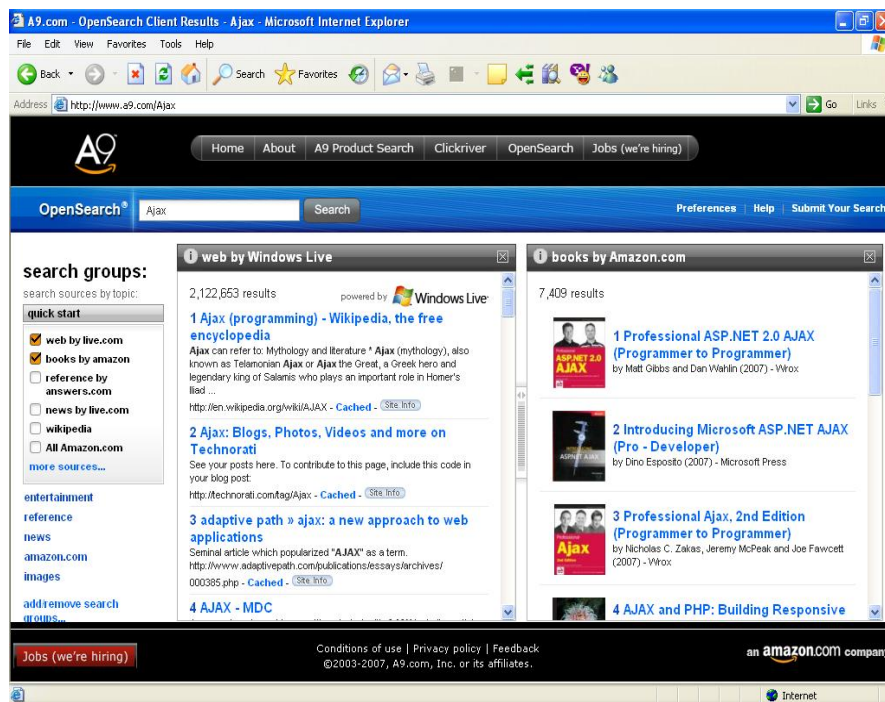 A9.com - OpenSearch Client Results - Ajax - Microsoft Internet Explorer
File Edit View Favorites Tools Help
Back Search Favorites
Address http://www.a9.com/Ajax Go Links
A9
Home About A9 Product Search Clickriver OpenSearch Jobs (we're hiring)
OpenSearch® Ajax Search Preferences | Help | Submit Your Search
search groups:
search sources by topic:
quick start
web by live.com
books by amazon
reference by
answers.com
news by live.com
wikipedia
All Amazon.com
more sources...
entertainment
reference
news
amazon.com
images
add/remove search
groups...
web by Windows Live
2,122,653 results powered by Windows Live
1 Ajax (programming) - Wikipedia, the free
encyclopedia
Ajax can refer to: Mythology and literature * Ajax (mythology), also
known as Telamonian Ajax or Ajax the Great, a Greek hero and
legendary king of Salamis who plays an important role in Homer's
Iliad ...
http://en.wikipedia.org/wiki/AJAX - Cached - Site Info
2 Ajax: Blogs, Photos, Videos and more on
Technorati
See your posts here. To contribute to this page, include this code in
your blog post:
http://technorati.com/tag/Ajax - Cached - Site Info
3 adaptive path » ajax: a new approach to web
applications
Seminal article which popularized "AJAX" as a term.
http://www.adaptivepath.com/publications/essays/archives/
000385.php - Cached - Site Info
4 AJAX - MDC
books by Amazon.com
7,409 results
ASP.NET 2.0
AJAX
1 Professional ASP.NET 2.0 AJAX
(Programmer to Programmer)
by Matt Gibbs and Dan Wahlin (2007) - Wrox
ASP.NET AJAX
2 Introducing Microsoft ASP.NET AJAX
(Pro - Developer)
by Dino Esposito (2007) - Microsoft Press
Ajax
3 Professional Ajax, 2nd Edition
(Programmer to Programmer)
by Nicholas C. Zakas, Jeremy McPeak and Joe Fawcett
(2007) - Wrox
4 AJAX and PHP: Building Responsive
Jobs (we're hiring)
Conditions of use | Privacy policy | Feedback
©2003-2007, A9.com, Inc. or its affiliates.
an amazon.com company
Internet